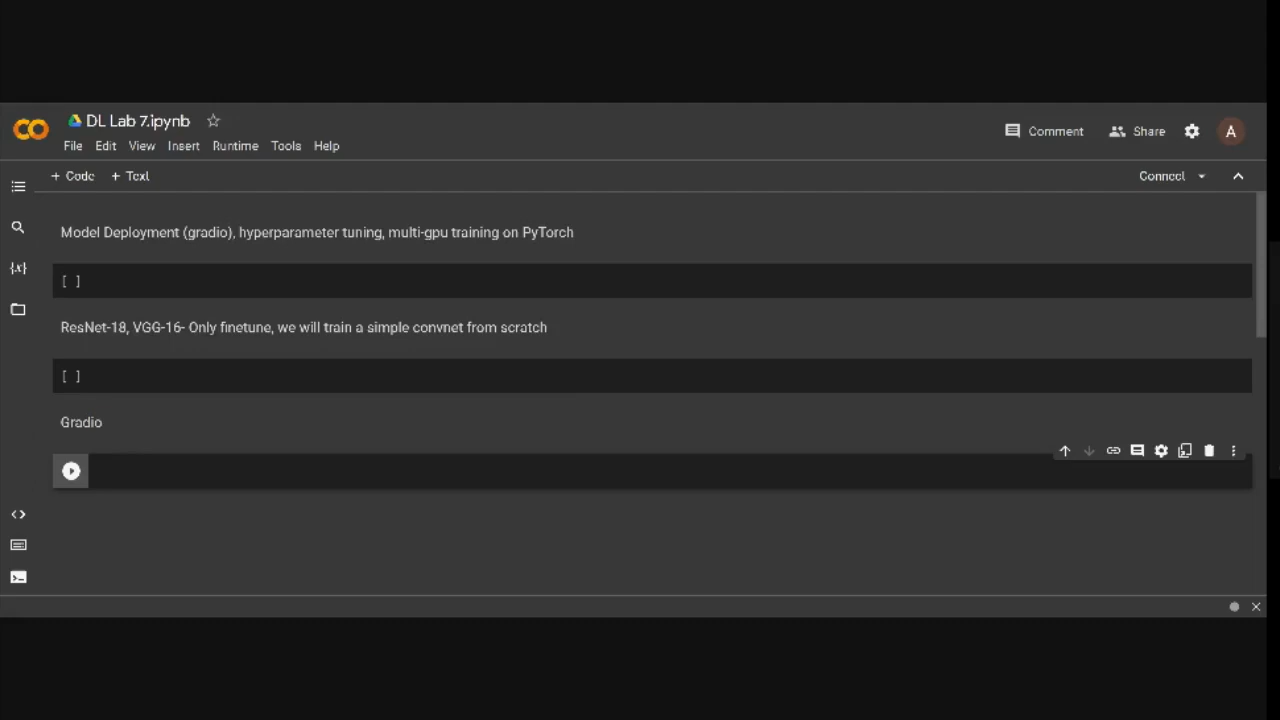 DL Lab 7.ipynb
Comment
Share
A
File Edit View Insert Runtime Tools Help
+ Code + Text
Connect
Model Deployment (gradio), hyperparameter tuning, multi-gpu training on PyTorch
[ ]
ResNet-18, VGG-16- Only finetune, we will train a simple convnet from scratch
[ ]
Gradio